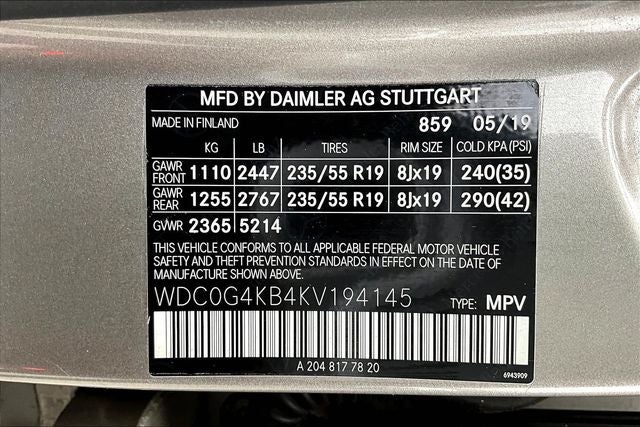 MFD BY DAIMLER AG STUTTGART
MADE IN FINLAND 859 05/19
KG LB TIRES RIM SIZE COLD KPA (PSI)
GAWR FRONT 1110 2447 235/55 R19 8Jx19 240(35)
GAWR REAR 1255 2767 235/55 R19 8Jx19 290(42)
GVWR 2365 5214
THIS VEHICLE CONFORMS TO ALL APPLICABLE FEDERAL MOTOR VEHICLE
SAFETY AND THEFT PREVENTION STANDARDS IN EFFECT ON THE DATE OF
MANUFACTURE SHOWN ABOVE.
WDC0G4KB4KV194145 TYPE: MPV
A 204 817 78 20
6943909